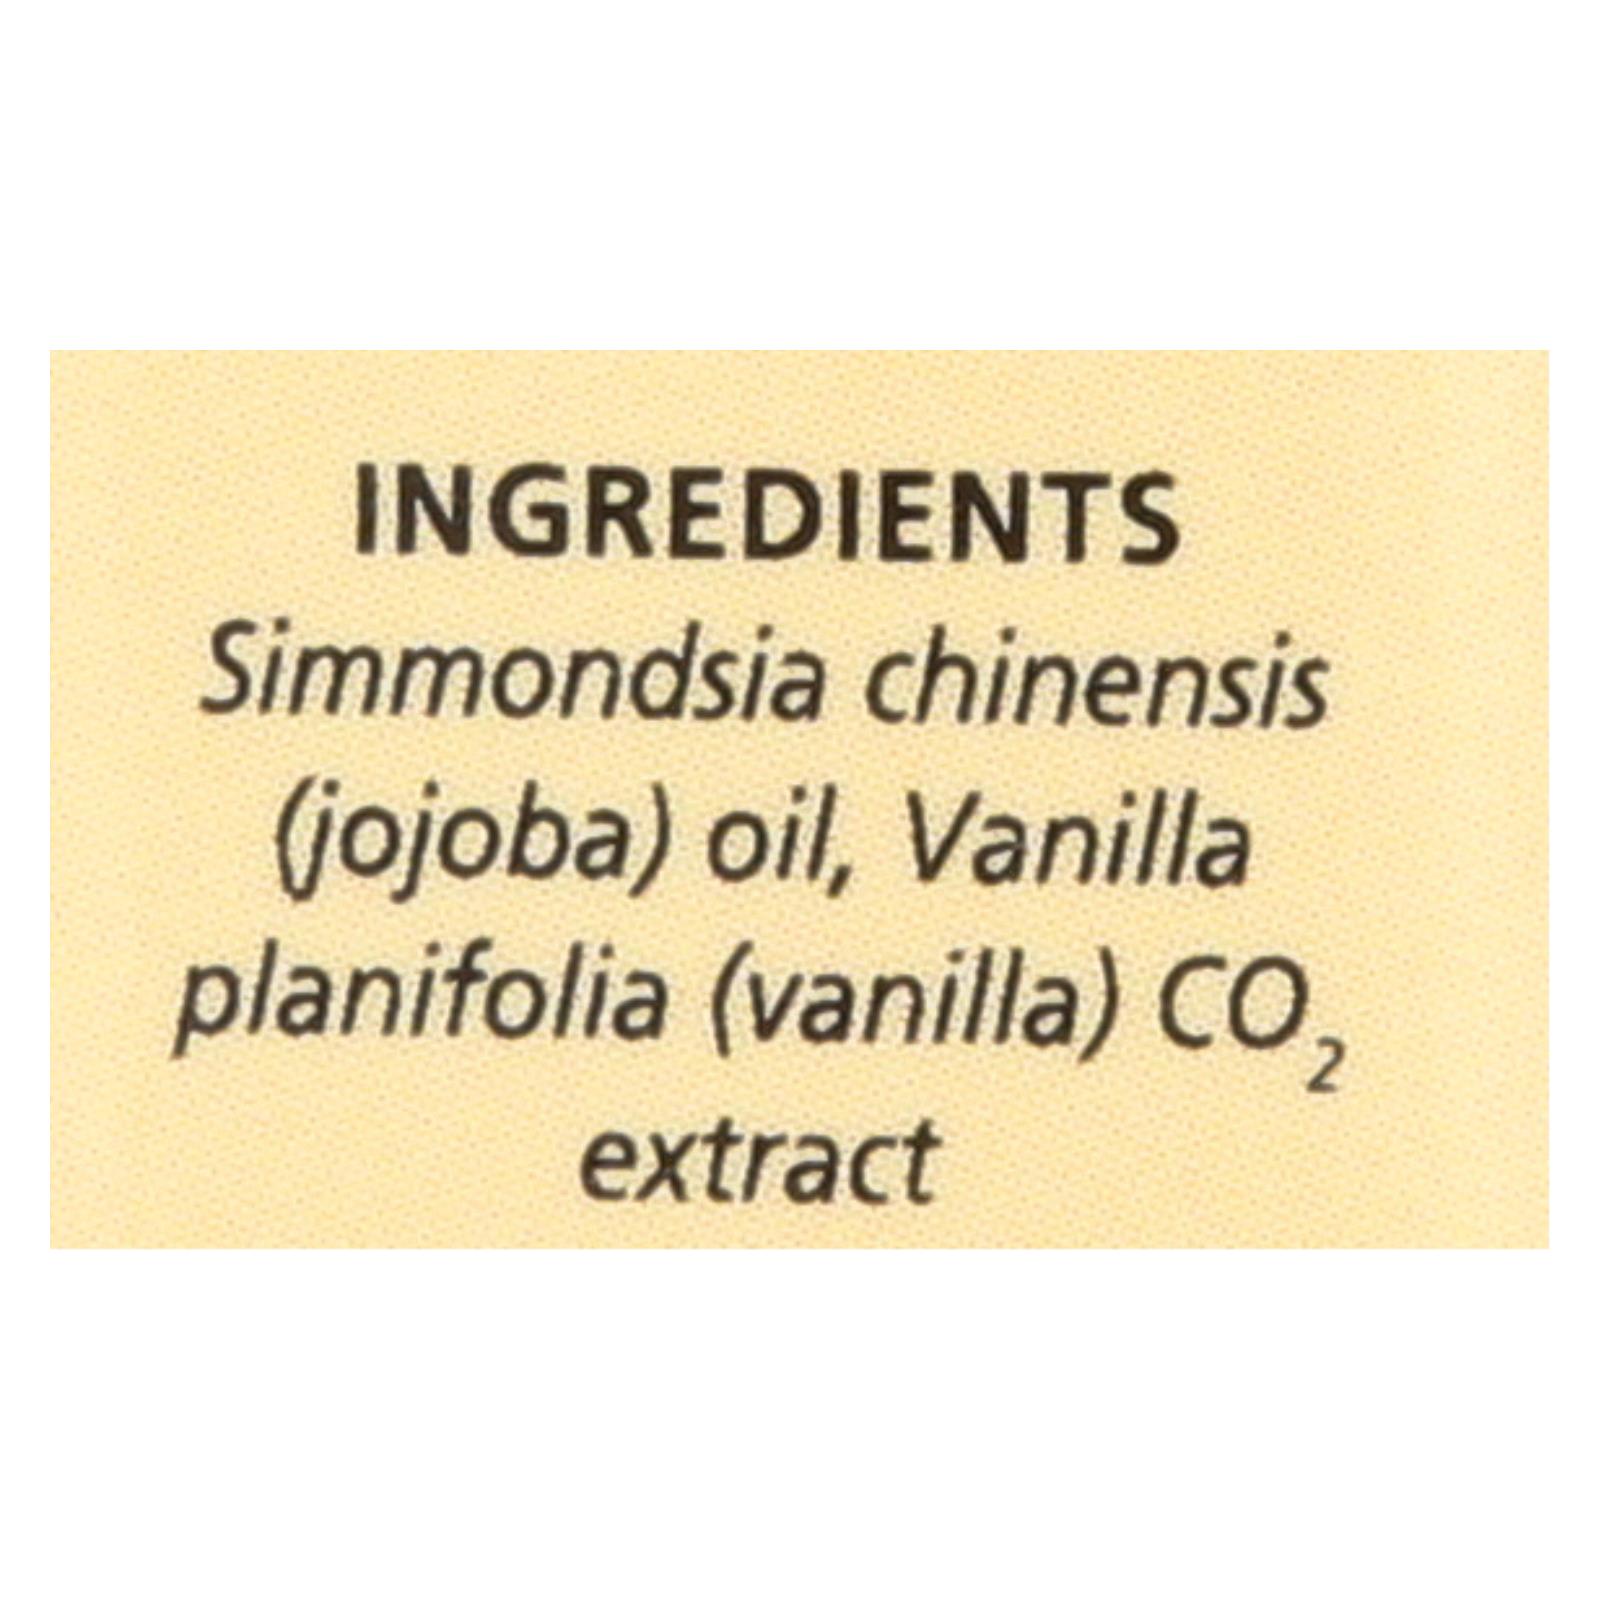 INGREDIENTS
Simmondsia chinensis
(jojoba) oil, Vanilla
planifolia (vanilla) CO₂
extract